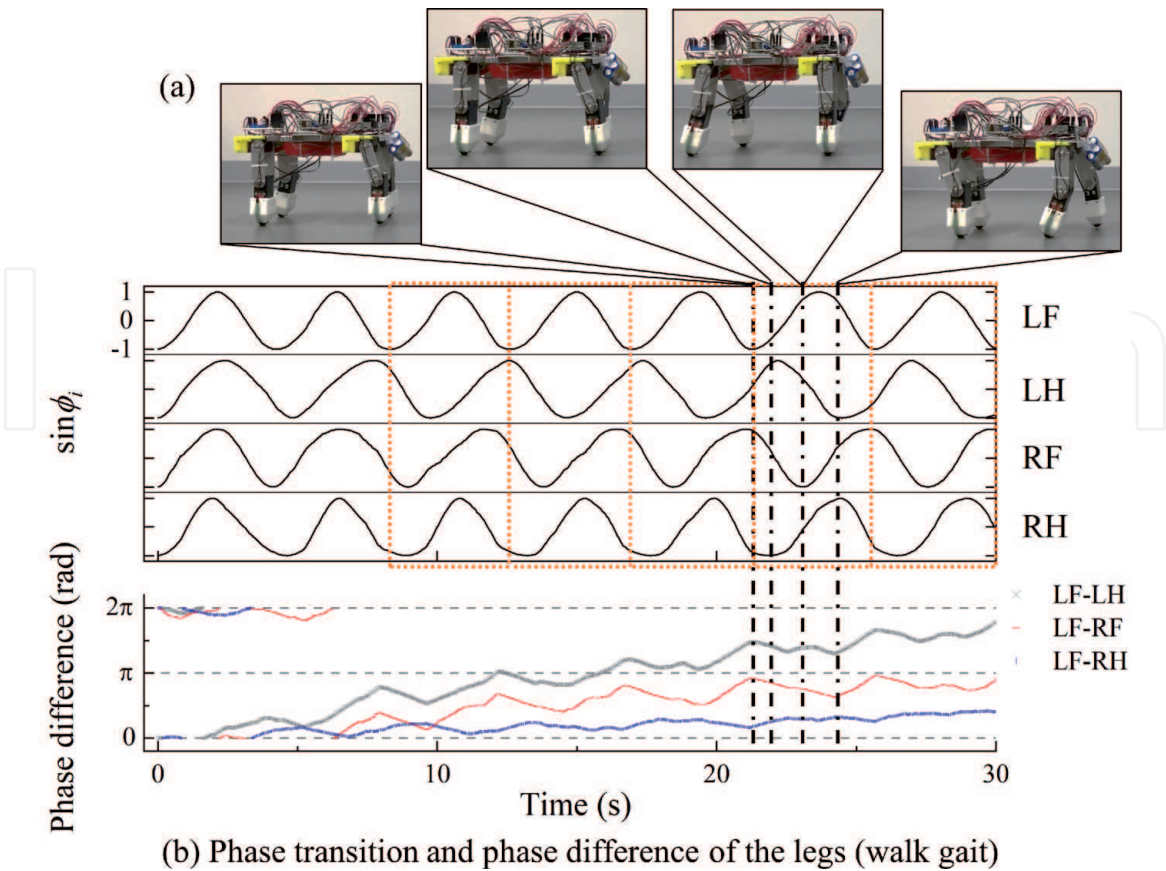 (a)
1
0
-1
LF
LH
RF
RH
sinϕi
2π
π
0
Phase difference (rad)
LF-LH
LF-RF
LF-RH
0
10
20
30
Time (s)
(b) Phase transition and phase difference of the legs (walk gait)